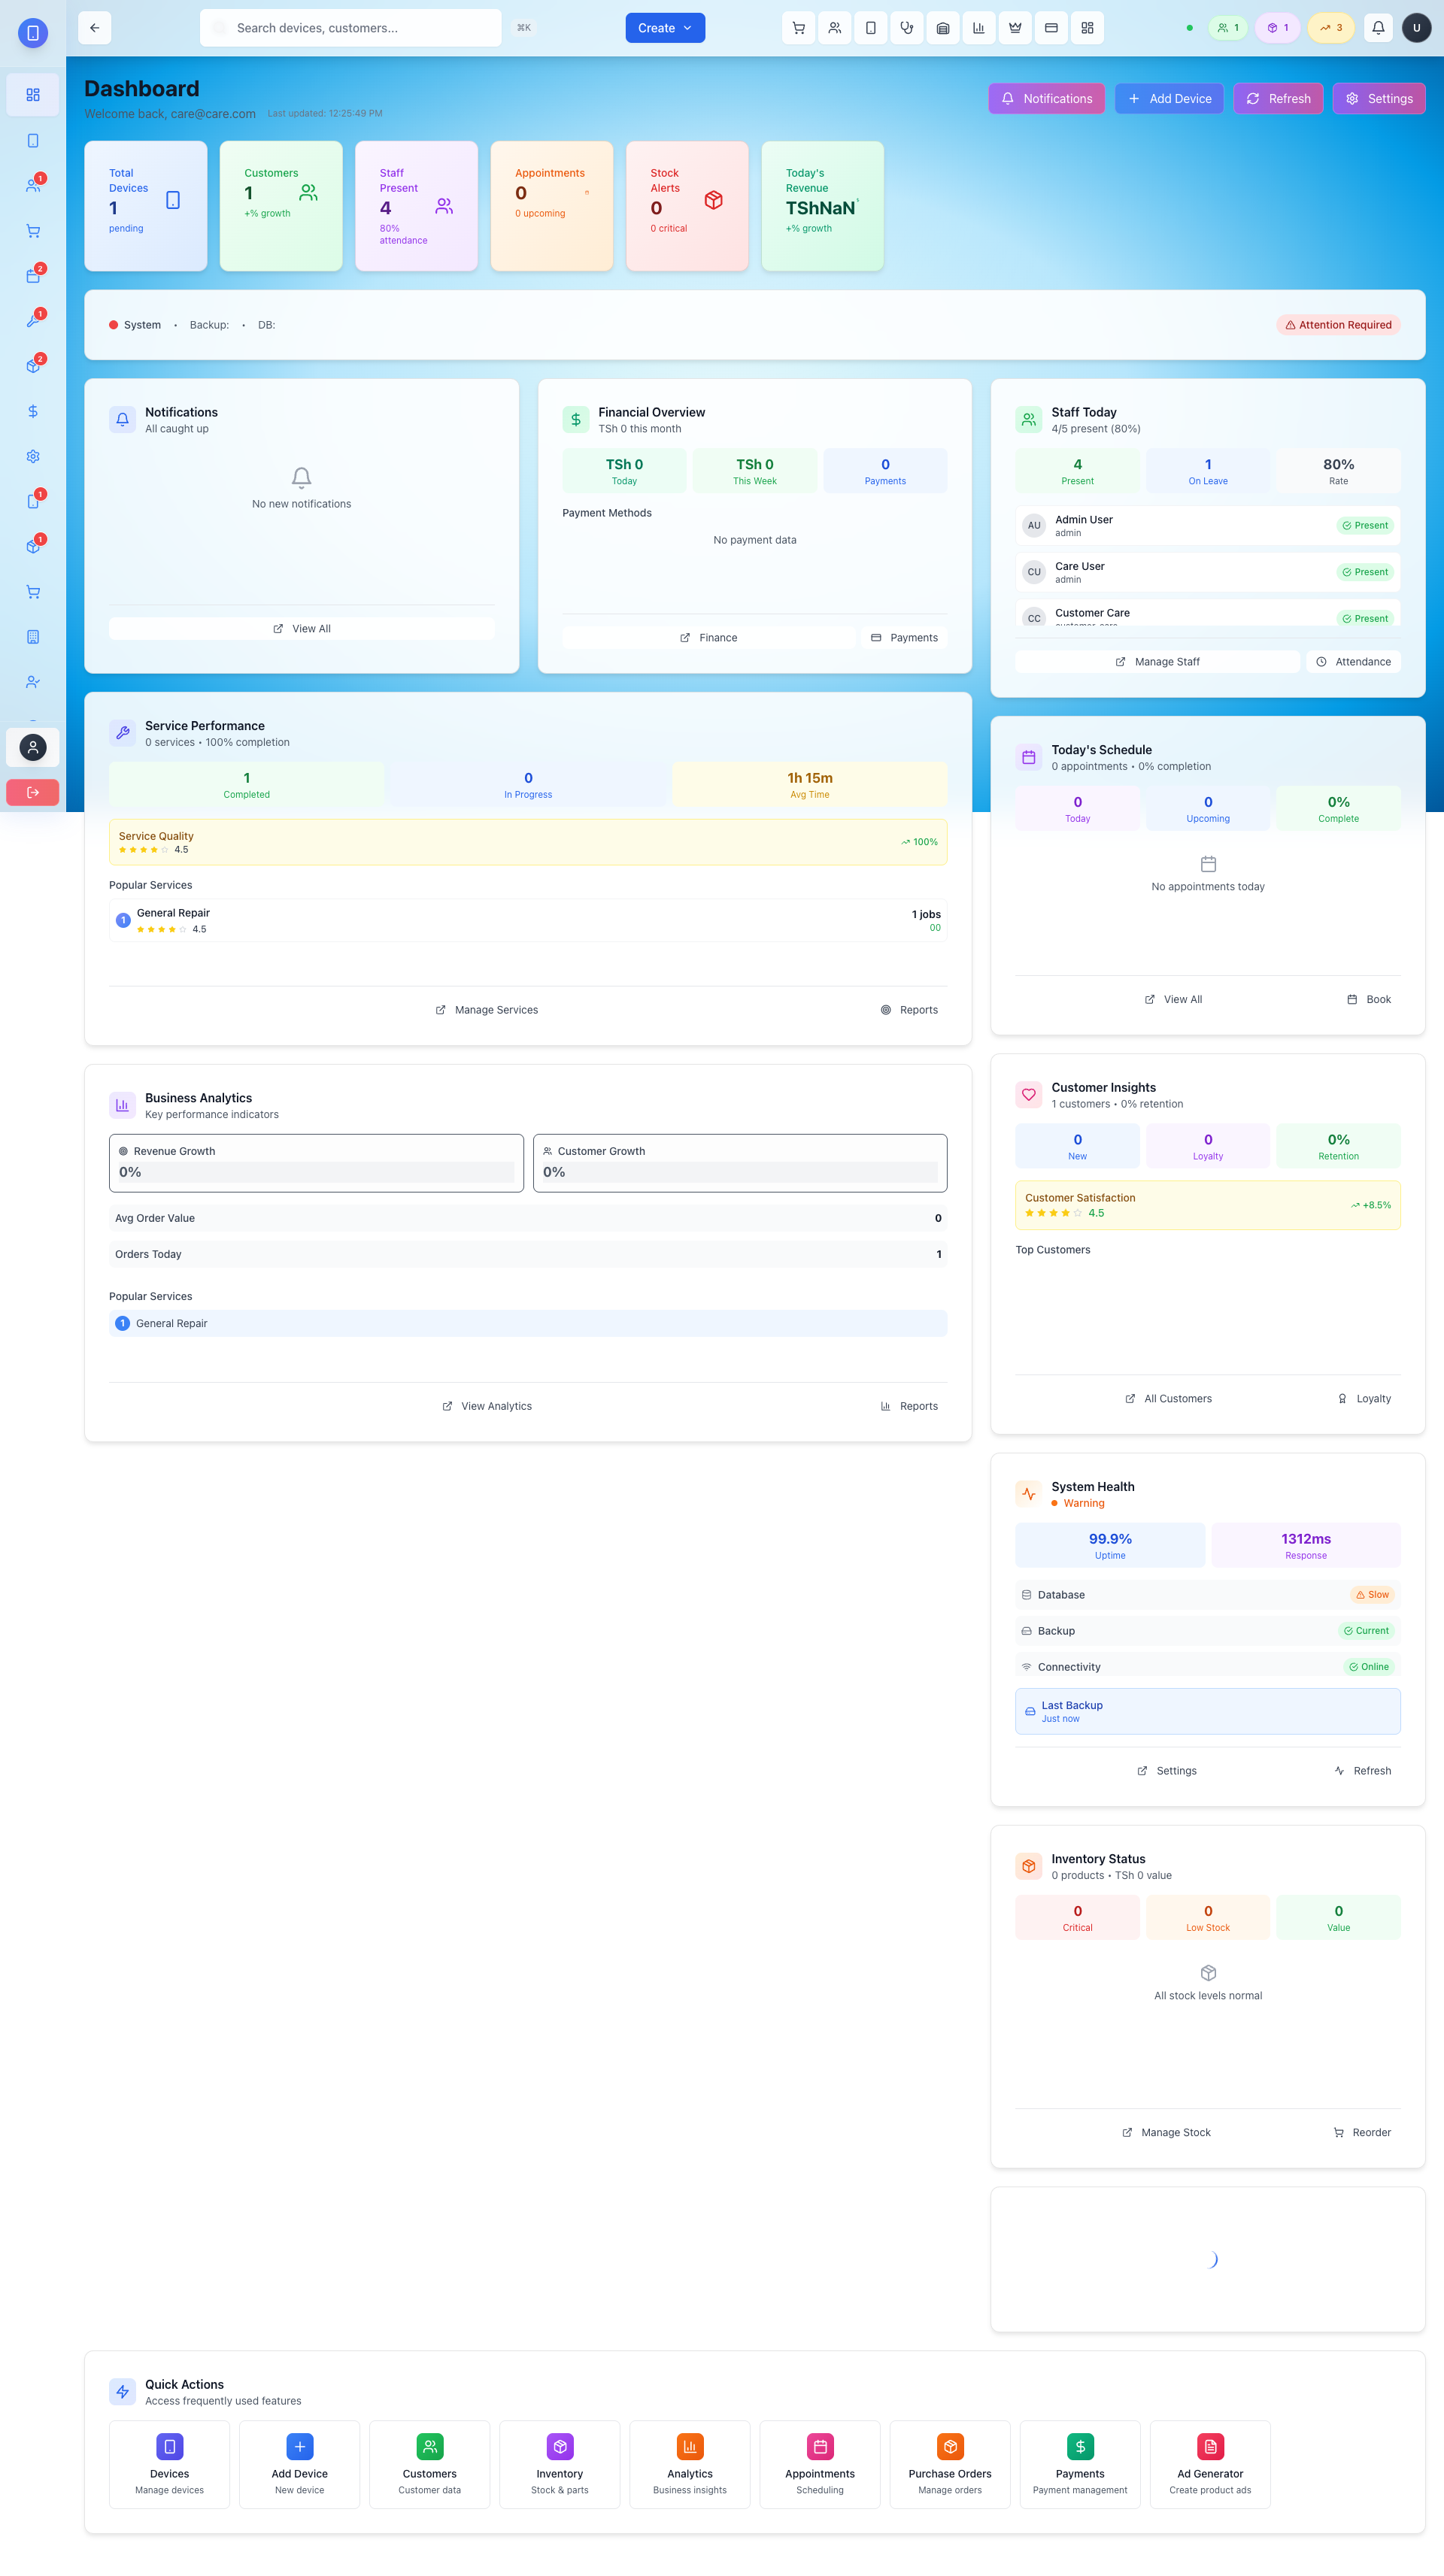 Search devices, customers...
⌘K
Create
1
1
3
U
Dashboard
Welcome back, care@care.com
Last updated: 12:25:49 PM
Notifications
Add Device
Refresh
Settings
1
2
1
2
1
1
Total Devices
1
pending
Customers
1
+% growth
Staff Present
4
80% attendance
Appointments
0
0 upcoming
Stock Alerts
0
0 critical
Today's Revenue
TShNaN
+% growth
System • Backup: • DB:
Attention Required
Notifications
All caught up
No new notifications
View All
Financial Overview
TSh 0 this month
TSh 0
Today
TSh 0
This Week
0
Payments
Payment Methods
No payment data
Finance
Payments
Staff Today
4/5 present (80%)
4
Present
1
On Leave
80%
Rate
AU
Admin User
admin
Present
CU
Care User
admin
Present
CC
Customer Care
customer-care
Present
Manage Staff
Attendance
Service Performance
0 services • 100% completion
1
Completed
0
In Progress
1h 15m
Avg Time
Service Quality
4.5
100%
Popular Services
1
General Repair
4.5
1 jobs
00
Manage Services
Reports
Today's Schedule
0 appointments • 0% completion
0
Today
0
Upcoming
0%
Complete
No appointments today
View All
Book
Business Analytics
Key performance indicators
Revenue Growth
0%
Customer Growth
0%
Avg Order Value
0
Orders Today
1
Popular Services
1
General Repair
View Analytics
Reports
Customer Insights
1 customers • 0% retention
0
New
0
Loyalty
0%
Retention
Customer Satisfaction
4.5
+8.5%
Top Customers
All Customers
Loyalty
System Health
Warning
99.9%
Uptime
1312ms
Response
Database
Slow
Backup
Current
Connectivity
Online
Last Backup
Just now
Settings
Refresh
Inventory Status
0 products • TSh 0 value
0
Critical
0
Low Stock
0
Value
All stock levels normal
Manage Stock
Reorder
Quick Actions
Access frequently used features
Devices
Manage devices
Add Device
New device
Customers
Customer data
Inventory
Stock & parts
Analytics
Business insights
Appointments
Scheduling
Purchase Orders
Manage orders
Payments
Payment management
Ad Generator
Create product ads